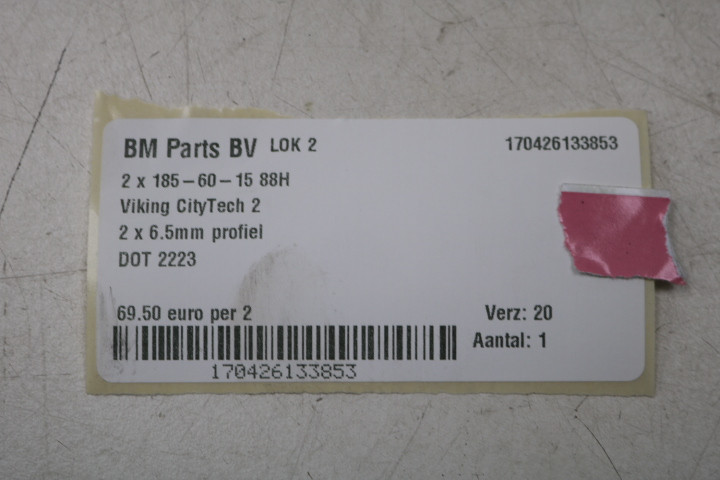 BM Parts BV LOK 2 170426133853
2 x 185-60-15 88H
Viking CityTech 2
2 x 6.5mm profiel
DOT 2223
69.50 euro per 2 Verz: 20
Aantal: 1
170426133853